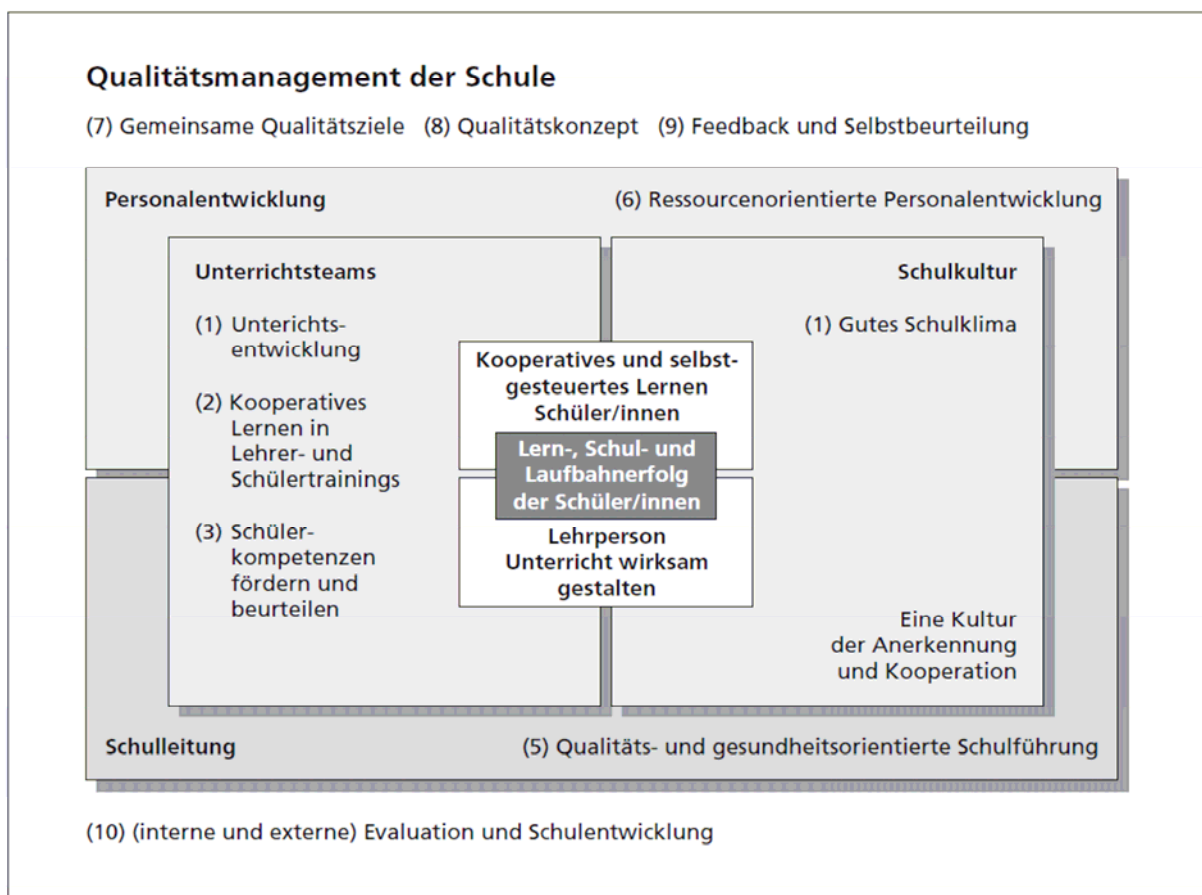 Qualitätsmanagement der Schule
(7) Gemeinsame Qualitätsziele (8) Qualitätskonzept (9) Feedback und Selbstbeurteilung
Personalentwicklung
(6) Ressourcenorientierte Personalentwicklung
Unterrichtsteams
(1) Unterichts-
entwicklung
(2) Kooperatives
Lernen in
Lehrer- und
Schülertrainings
(3) Schüler-
kompetenzen
fördern und
beurteilen
Schulkultur
(1) Gutes Schulklima
Kooperatives und selbst-
gesteuertes Lernen
Schüler/innen
Lern-, Schul- und
Laufbahnerfolg
der Schüler/innen
Lehrperson
Unterricht wirksam
gestalten
Eine Kultur
der Anerkennung
und Kooperation
Schulleitung
(5) Qualitäts- und gesundheitsorientierte Schulführung
(10) (interne und externe) Evaluation und Schulentwicklung